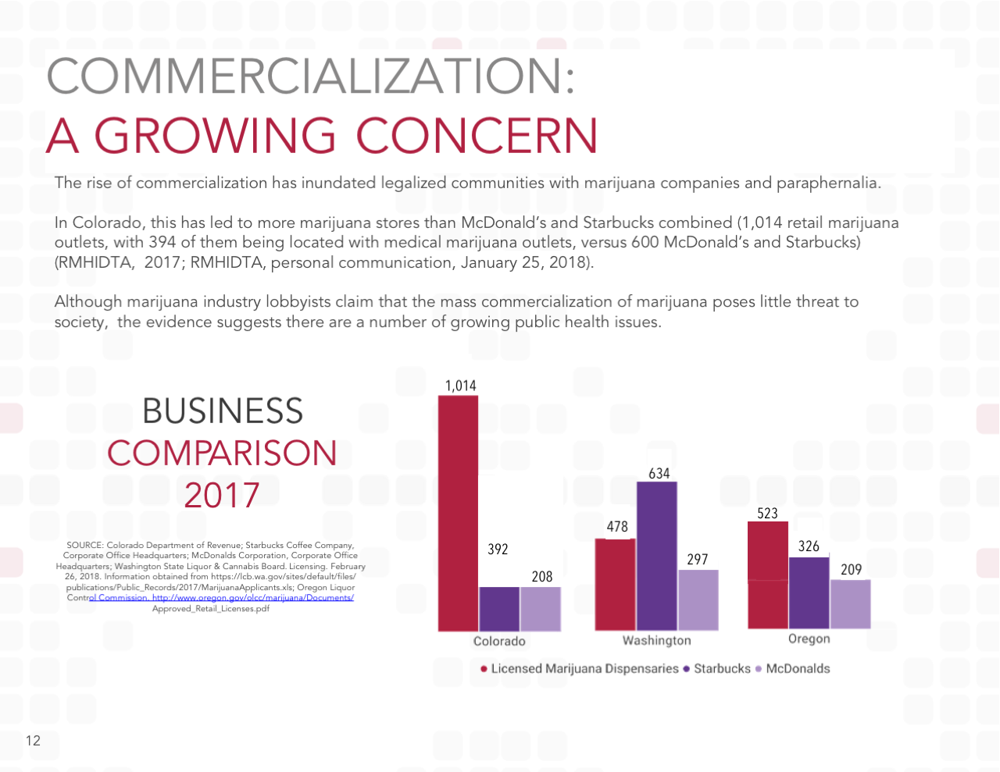 COMMERCIALIZATION:
A GROWING CONCERN
The rise of commercialization has inundated legalized communities with marijuana companies and paraphernalia.
In Colorado, this has led to more marijuana stores than McDonald's and Starbucks combined (1,014 retail marijuana
outlets, with 394 of them being located with medical marijuana outlets, versus 600 McDonald's and Starbucks)
(RMHIDTA,  2017; RMHIDTA, personal communication, January 25, 2018).
Although marijuana industry lobbyists claim that the mass commercialization of marijuana poses little threat to
society,  the evidence suggests there are a number of growing public health issues.
BUSINESS
COMPARISON
2017
SOURCE: Colorado Department of Revenue; Starbucks Coffee Company,
Corporate Office Headquarters; McDonalds Corporation, Corporate Office
Headquarters; Washington State Liquor & Cannabis Board. Licensing. February
26, 2018. Information obtained from https://lcb.wa.gov/sites/default/files/
publications/Public_Records/2017/MarijuanaApplicants.xls; Oregon Liquor
Control Commission. http://www.oregon.gov/olcc/marijuana/Documents/
Approved_Retail_Licenses.pdf
1,014
392
208
Colorado
478
634
297
Washington
523
326
209
Oregon
Licensed Marijuana Dispensaries Starbucks McDonalds
12